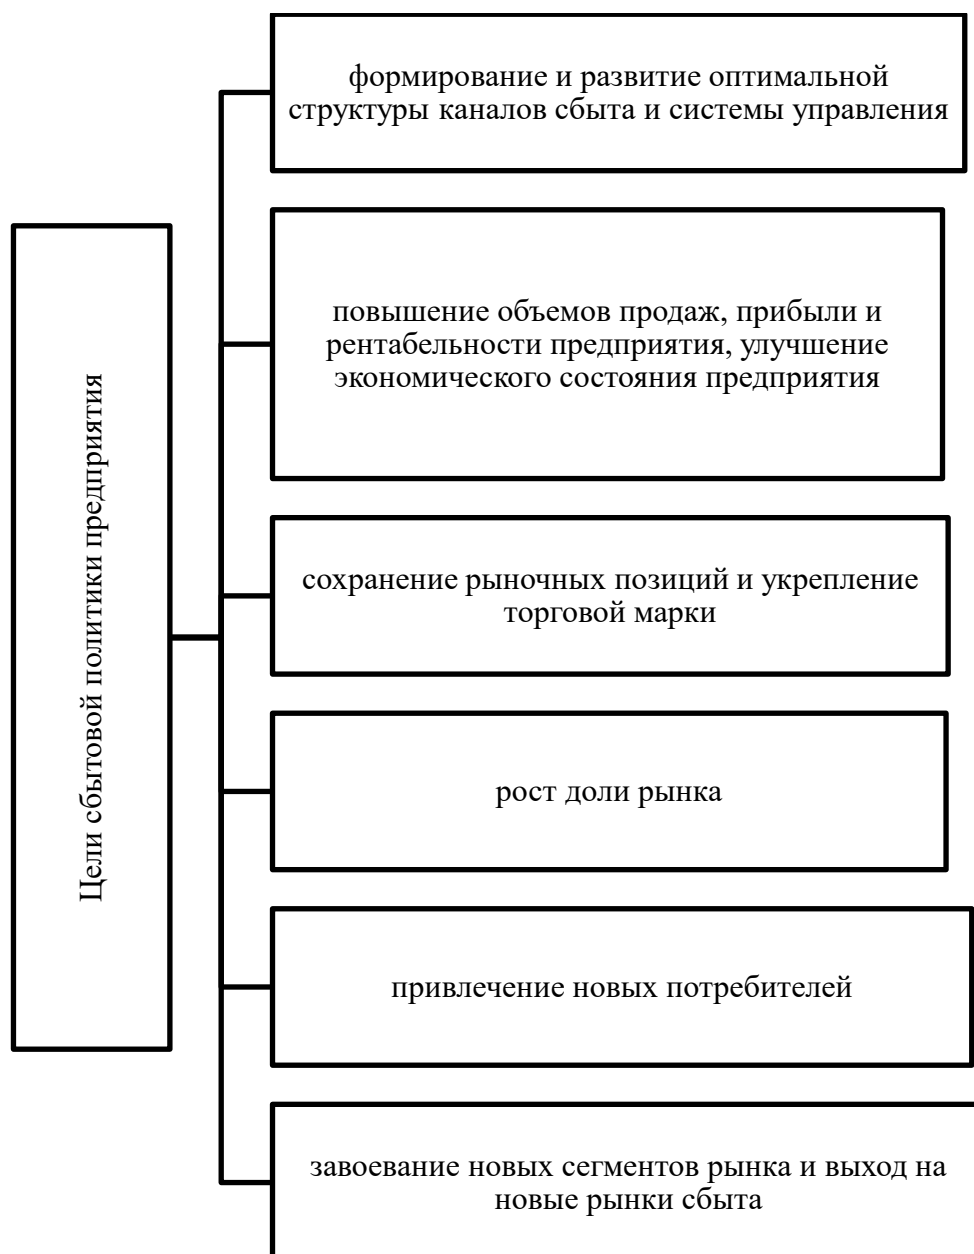 Цели сбытовой политики предприятия
формирование и развитие оптимальной
структуры каналов сбыта и системы управления
повышение объемов продаж, прибыли и
рентабельности предприятия, улучшение
экономического состояния предприятия
сохранение рыночных позиций и укрепление
торговой марки
рост доли рынка
привлечение новых потребителей
завоевание новых сегментов рынка и выход на
новые рынки сбыта